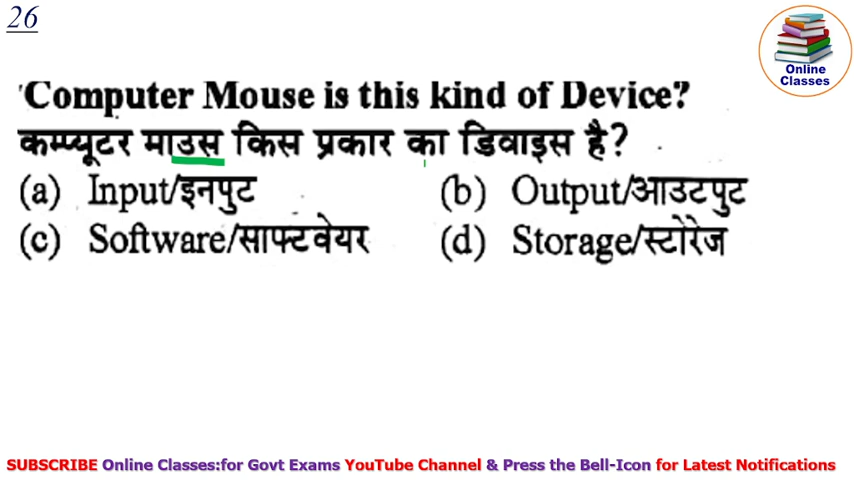 26
Online
Classes
Computer Mouse is this kind of Device?
कम्प्यूटर माउस किस प्रकार का डिवाइस है?
(a) Input/इनपुट (b) Output/आउटपुट
(c) Software/साफ्टवेयर (d) Storage/स्टोरेज
SUBSCRIBE Online Classes:for Govt Exams YouTube Channel & Press the Bell-Icon for Latest Notifications